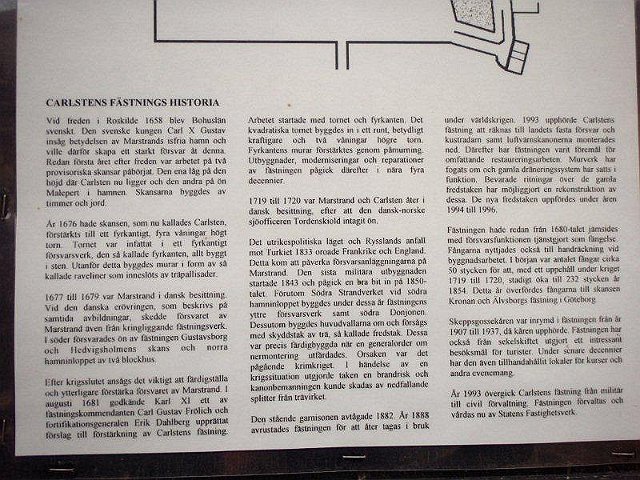 CARLSTENS FÄSTNINGS HISTORIA
Vid freden i Roskilde 1658 blev Bohuslän
svenskt. Den svenske kungen Carl X Gustav
insåg betydelsen av Marstrands isfria hamn och
ville därför skapa ett starkt försvar åt denna.
Redan första året efter freden var arbetet på två
provisoriska skansar påbörjat. Den ena låg på den
höjd där Carlsten nu ligger och den andra på ön
Malepert i hamnen. Skansarna byggdes av
timmer och jord.
År 1676 hade skansen, som nu kallades Carlsten,
förstärkts till ett fyrkantigt, fyra våningar högt
torn. Tornet var infattat i ett fyrkantigt
försvarsverk, den så kallade fyrkanten, allt byggt
i sten. Utanför detta byggdes murar i form av så
kallade raveliner som inneslöts av träpallisader.
1677 till 1679 var Marstrand i dansk besittning.
Vid den danska erövringen, som beskrivs på
samtida avbildningar, skedde försvaret av
Marstrand även från kringliggande fästningsverk.
I söder försvarades ön av fästningen Gustavsborg
och Hedvigsholmens skans och norra
hamninloppet av två blockhus.
Efter krigsslutet ansågs det viktigt att färdigställa
och ytterligare förstärka försvaret av Marstrand. I
augusti 1681 godkände Karl XI ett av
fästningskommendanten Carl Gustav Frölich och
fortifikationsgeneralen Erik Dahlberg upprättat
förslag till förstärkning av Carlstens fästning.
Arbetet startade med tornet och fyrkanten. Det
kvadratiska tornet byggdes in i ett runt, betydligt
kraftigare och två våningar högre torn.
Fyrkantens murar förstärktes genom påmurning.
Utbyggnader, moderniseringar och reparationer
av fästningen pågick därefter i nära fyra
decennier.
1719 till 1720 var Marstrand och Carlsten åter i
dansk besittning, efter att den dansk-norske
sjöofficeren Tordenskiold intagit ön.
Det utrikespolitiska läget och Rysslands anfall
mot Turkiet 1833 oroade Frankrike och England.
Detta kom att påverka försvarsanläggningarna på
Marstrand. Den sista militära utbyggnaden
startade 1843 och pågick en bra bit in på 1850-
talet. Förutom Södra Strandverket vid södra
hamninloppet byggdes under dessa år fästningens
yttre försvarsverk samt södra Donjonen.
Dessutom byggdes huvudvallarna om och försågs
med skyddstak av trä, så kallade fredstak. Dessa
var precis färdigbyggda när en generalorder om
nermontering utfärdades. Orsaken var det
pågående krimkriget. I händelse av en
krigssituation utgjorde taken en brandrisk och
kanonbemanningen kunde skadas av nedfallande
splitter från trävirket.
Den stående garnisonen avtågade 1882. År 1888
avrustades fästningen för att åter tagas i bruk
under världskrigen. 1993 upphörde Carlstens
fästning att räknas till landets fasta försvar och
kustradarn samt luftvärnskanonerna monterades
ned. Därefter har fästningen varit föremål för
omfattande restaureringsarbeten. Murverk har
fogats om och gamla dräneringssystem har satts i
funktion. Bevarade ritningar över de gamla
fredstaken har möjliggjort en rekonstruktion av
dessa. De nya fredstaken uppfördes under åren
1994 till 1996.
Fästningen hade redan från 1680-talet jämsides
med försvarsfunktionen tjänstgjort som fängelse.
Fångarna nyttjades också till handräckning vid
byggnadsarbetet. I början var antalet fångar cirka
50 stycken för att, med ett uppehåll under kriget
1719 till 1720, stadigt öka till 232 stycken år
1854. Detta år överfördes fångarna till skansen
Kronan och Älvsborgs fästning i Göteborg.
Skeppsgossekåren var inrymd i fästningen från år
1907 till 1937, då kåren upphörde. Fästningen har
också från sekelskiftet utgjort ett intressant
besöksmål för turister. Under senare decennier
har den även tillhandahållit lokaler för kurser och
andra evenemang.
År 1993 övergick Carlstens fästning från militär
till civil förvaltning. Fästningen förvaltas och
vårdas nu av Statens Fastighetsverk.